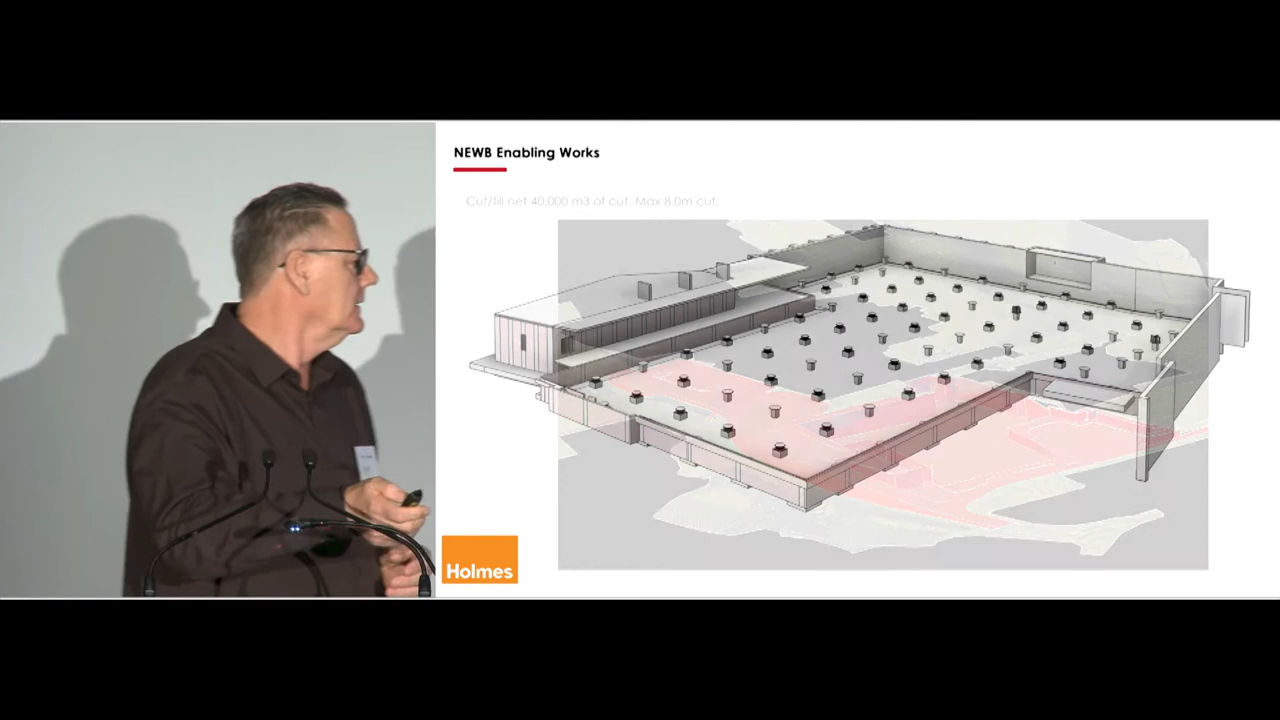 NEWB Enabling Works
Cut/fill net 40,000 m3 of cut. Max 8.0m cut.
Holmes